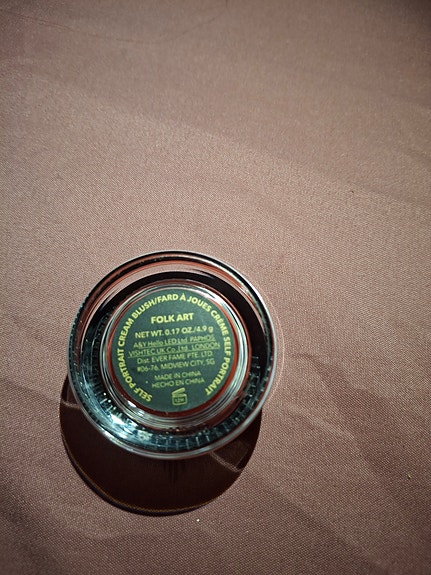 SELF PORTRAIT CREAM BLUSH/FARD À JOUES CRÈME SELF PORTRAIT
FOLK ART
NET WT. 0.17 OZ./4.9 g
A&Y Hello LED Ltd. PAPHOS.
VISHTEC UK Co.,Ltd. LONDON.
Dist. EVER FAME PTE. LTD.
#06-76, MIDVIEW CITY, SG
MADE IN CHINA
HECHO EN CHINA